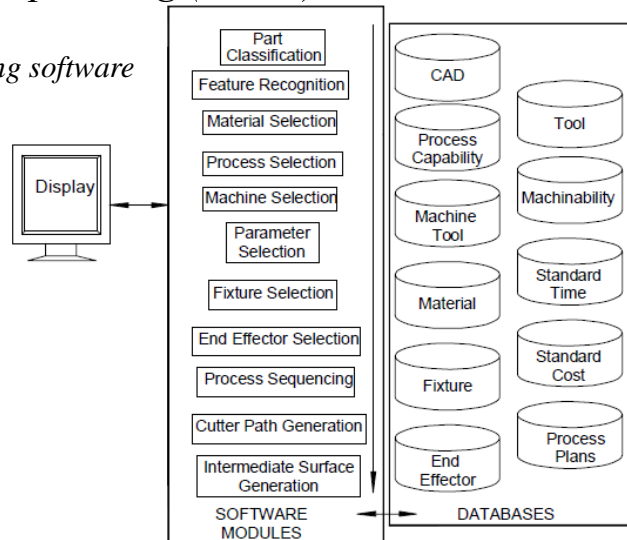 ng software
Display
Part
Classification
Feature Recognition
Material Selection
Process Selection
Machine Selection
Parameter
Selection
Fixture Selection
End Effector Selection
Process Sequencing
Cutter Path Generation
Intermediate Surface
Generation
SOFTWARE
MODULES
CAD
Process
Capability
Machine
Tool
Material
Fixture
End
Effector
Tool
Machinability
Standard
Time
Standard
Cost
Process
Plans
DATABASES